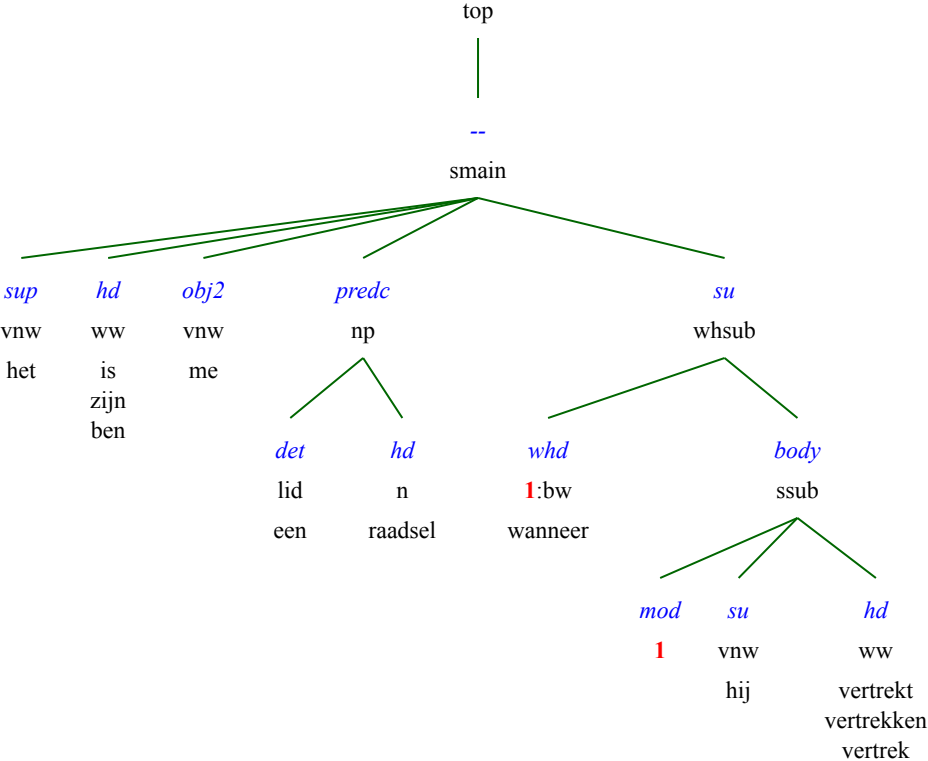 top
--
smain
sup hd obj2 predc su
vnw ww vnw np whsub
het is me
zijn
ben
det hd whd body
lid n 1:bw ssub
een raadsel wanneer
mod su hd
1 vnw ww
hij vertrekt
vertrekken
vertrek